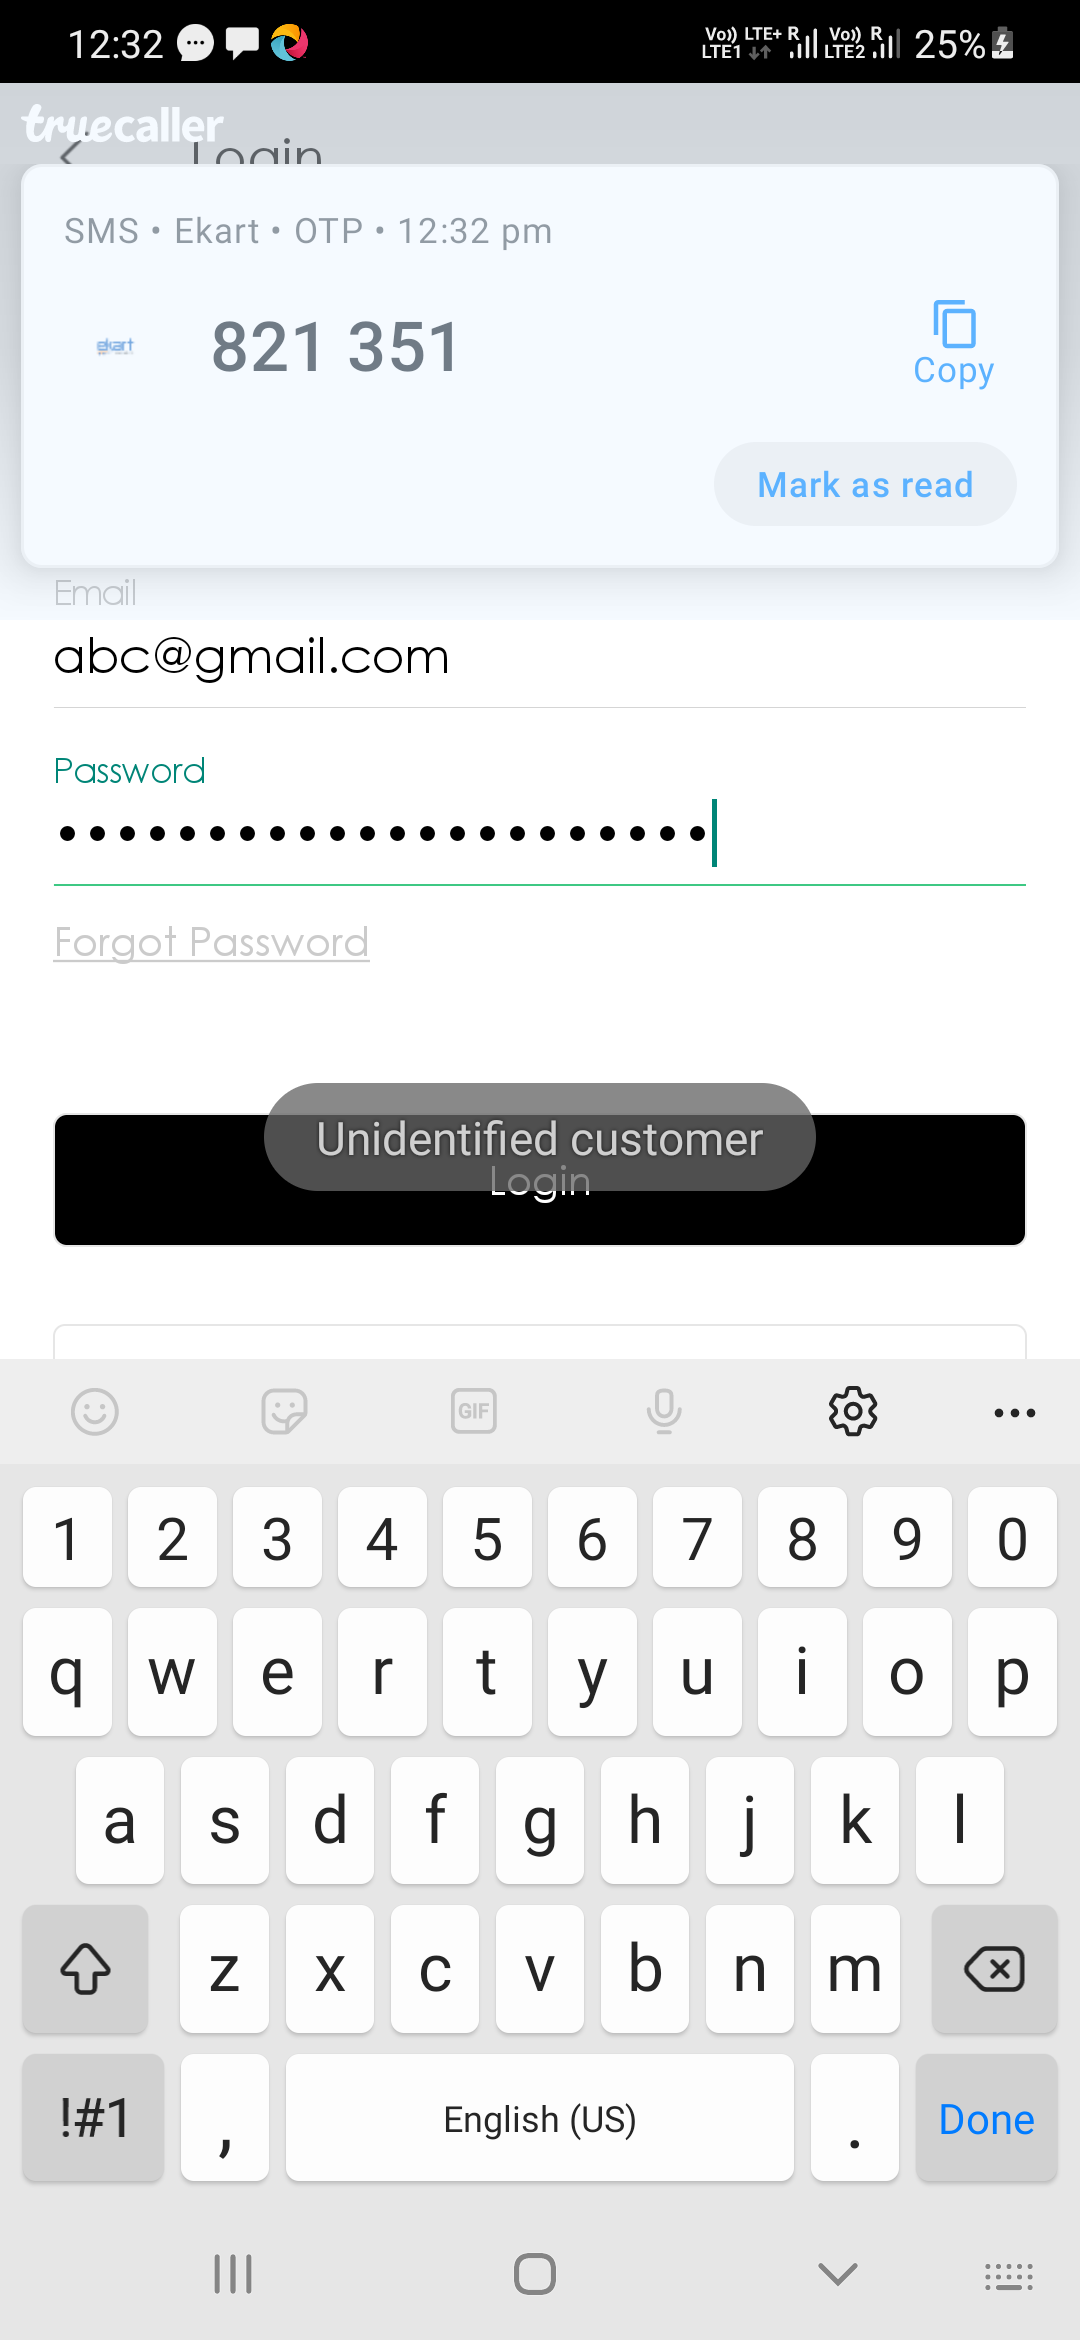 12:32
Vo)) LTE+ R Vo)) R 25%
LTE1 LTE2
truecaller
Login
SMS • Ekart • OTP • 12:32 pm
ekart 821 351
Copy
Mark as read
Email
abc@gmail.com
Password
••••••••••••••••••••••
Forgot Password
Unidentified customer
Login
GIF
1 2 3 4 5 6 7 8 9 0
q w e r t y u i o p
a s d f g h j k l
z x c v b n m
!#1 , English (US) . Done